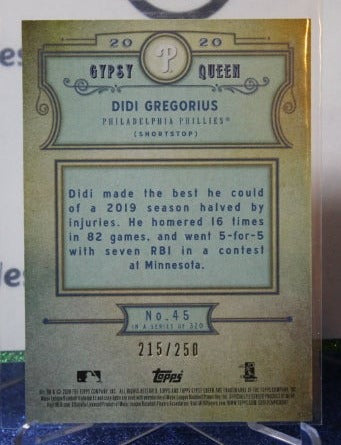 20 20
GYPSY P QUEEN
DIDI GREGORIUS
PHILADELPHIA PHILLIES®
(SHORTSTOP)
Didi made the best he could
of a 2019 season halved by
injuries. He homered 16 times
in 82 games, and went 5-for-5
with seven RBI in a contest
at Minnesota.
No. 45
IN A SERIES OF 320
215/250
Topps